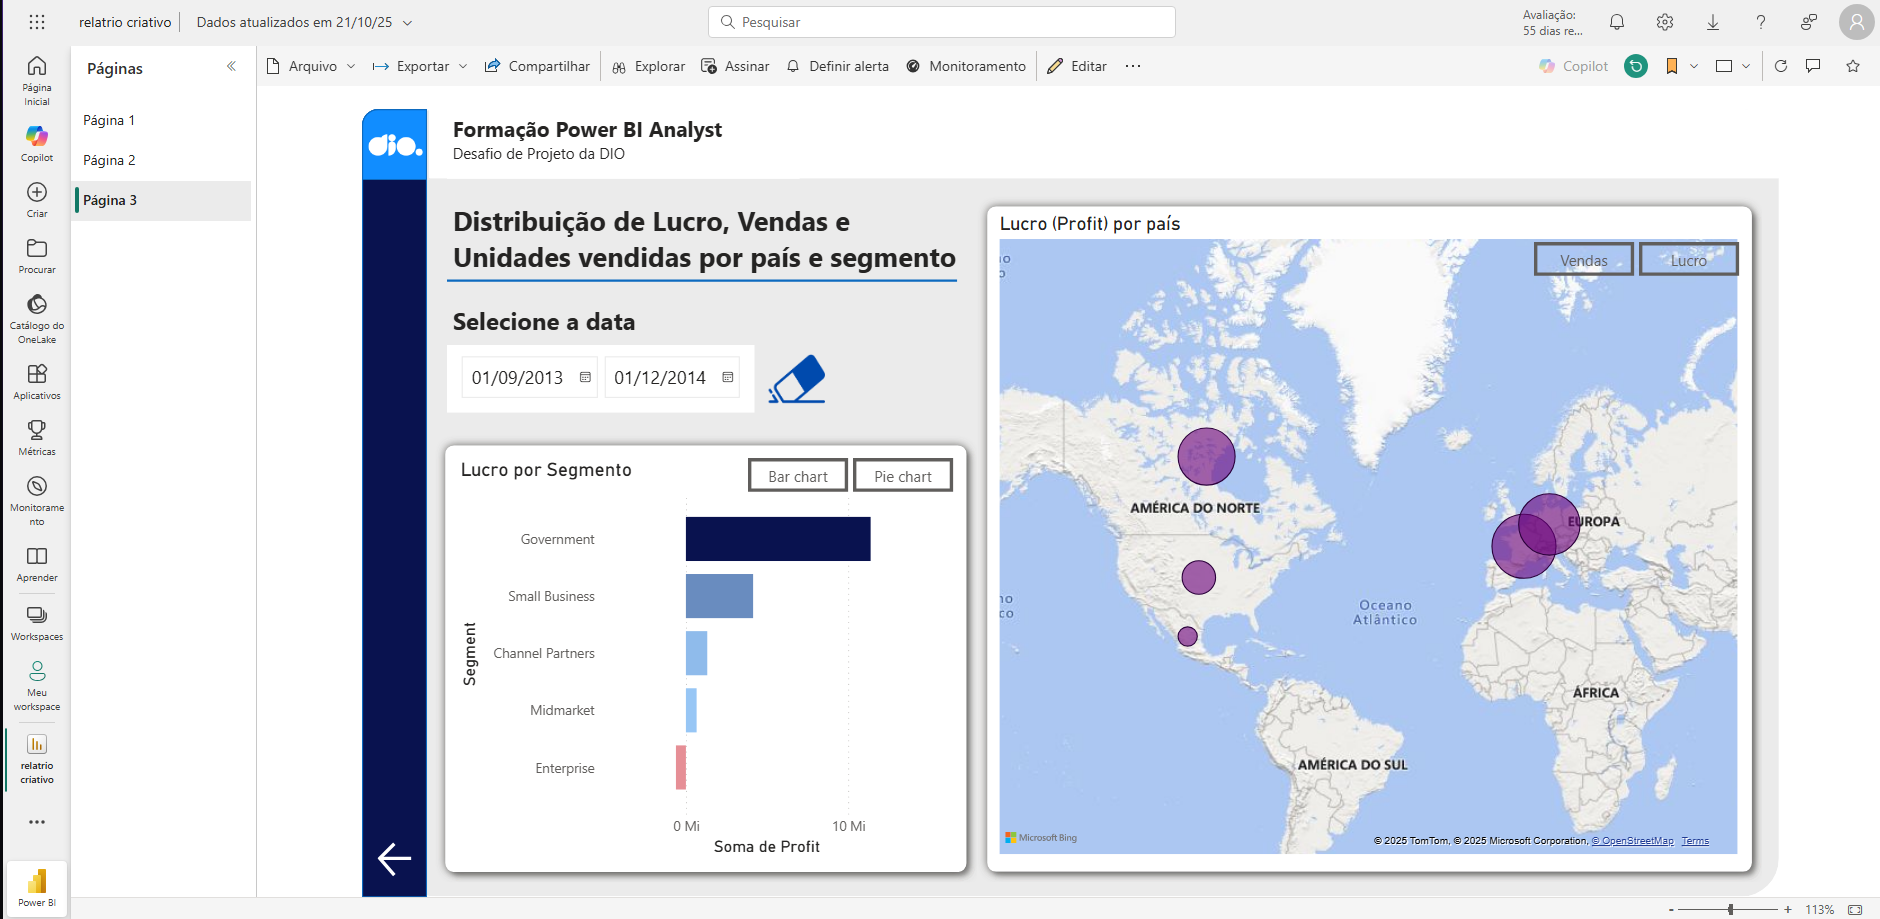 relatrio criativo
Dados atualizados em 21/10/25
Pesquisar
Avaliação:
55 dias re...
Página
Inicial
Copilot
Criar
Procurar
Catálogo do
OneLake
Aplicativos
Métricas
Monitorame
nto
Aprender
Workspaces
Meu
workspace
relatrio
criativo
Power BI
Páginas
Página 1
Página 2
Página 3
Arquivo
Exportar
Compartilhar
Explorar
Assinar
Definir alerta
Monitoramento
Editar
Copilot
dio.
Formação Power BI Analyst
Desafio de Projeto da DIO
Distribuição de Lucro, Vendas e
Unidades vendidas por país e segmento
Selecione a data
01/09/2013
01/12/2014
Lucro por Segmento
Bar chart
Pie chart
Segment
Government
Small Business
Channel Partners
Midmarket
Enterprise
0 Mi
10 Mi
Soma de Profit
Lucro (Profit) por país
Vendas
Lucro
no
o
AMÉRICA DO NORTE
EUROPA
no
co
Oceano
Atlântico
ÁFRICA
AMÉRICA DO SUL
Microsoft Bing
© 2025 TomTom, © 2025 Microsoft Corporation, © OpenStreetMap Terms
- + 113%